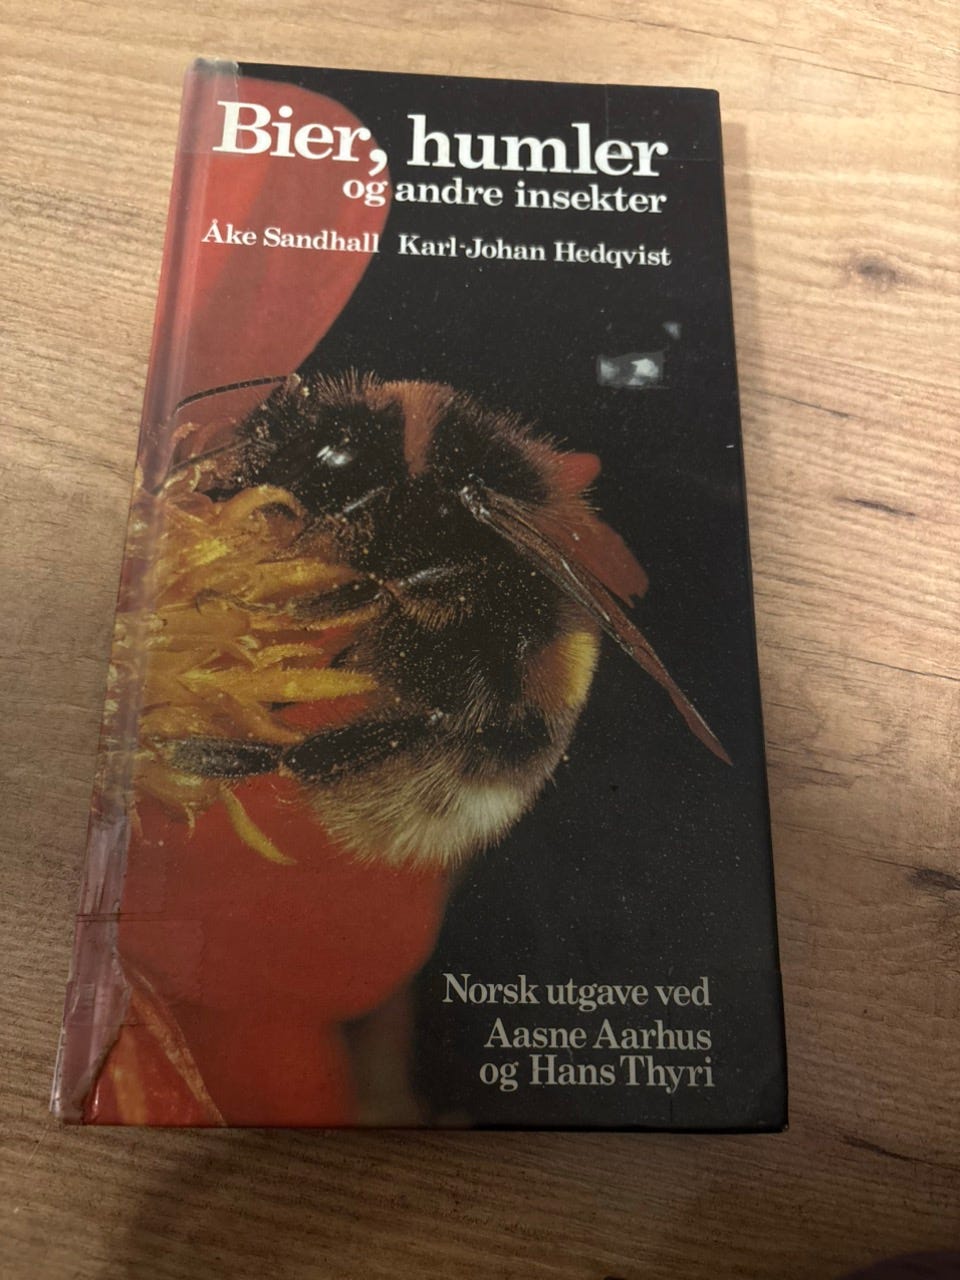 Bier, humler
og andre insekter
Åke Sandhall Karl-Johan Hedqvist
Norsk utgave ved
Aasne Aarhus
og Hans Thyri